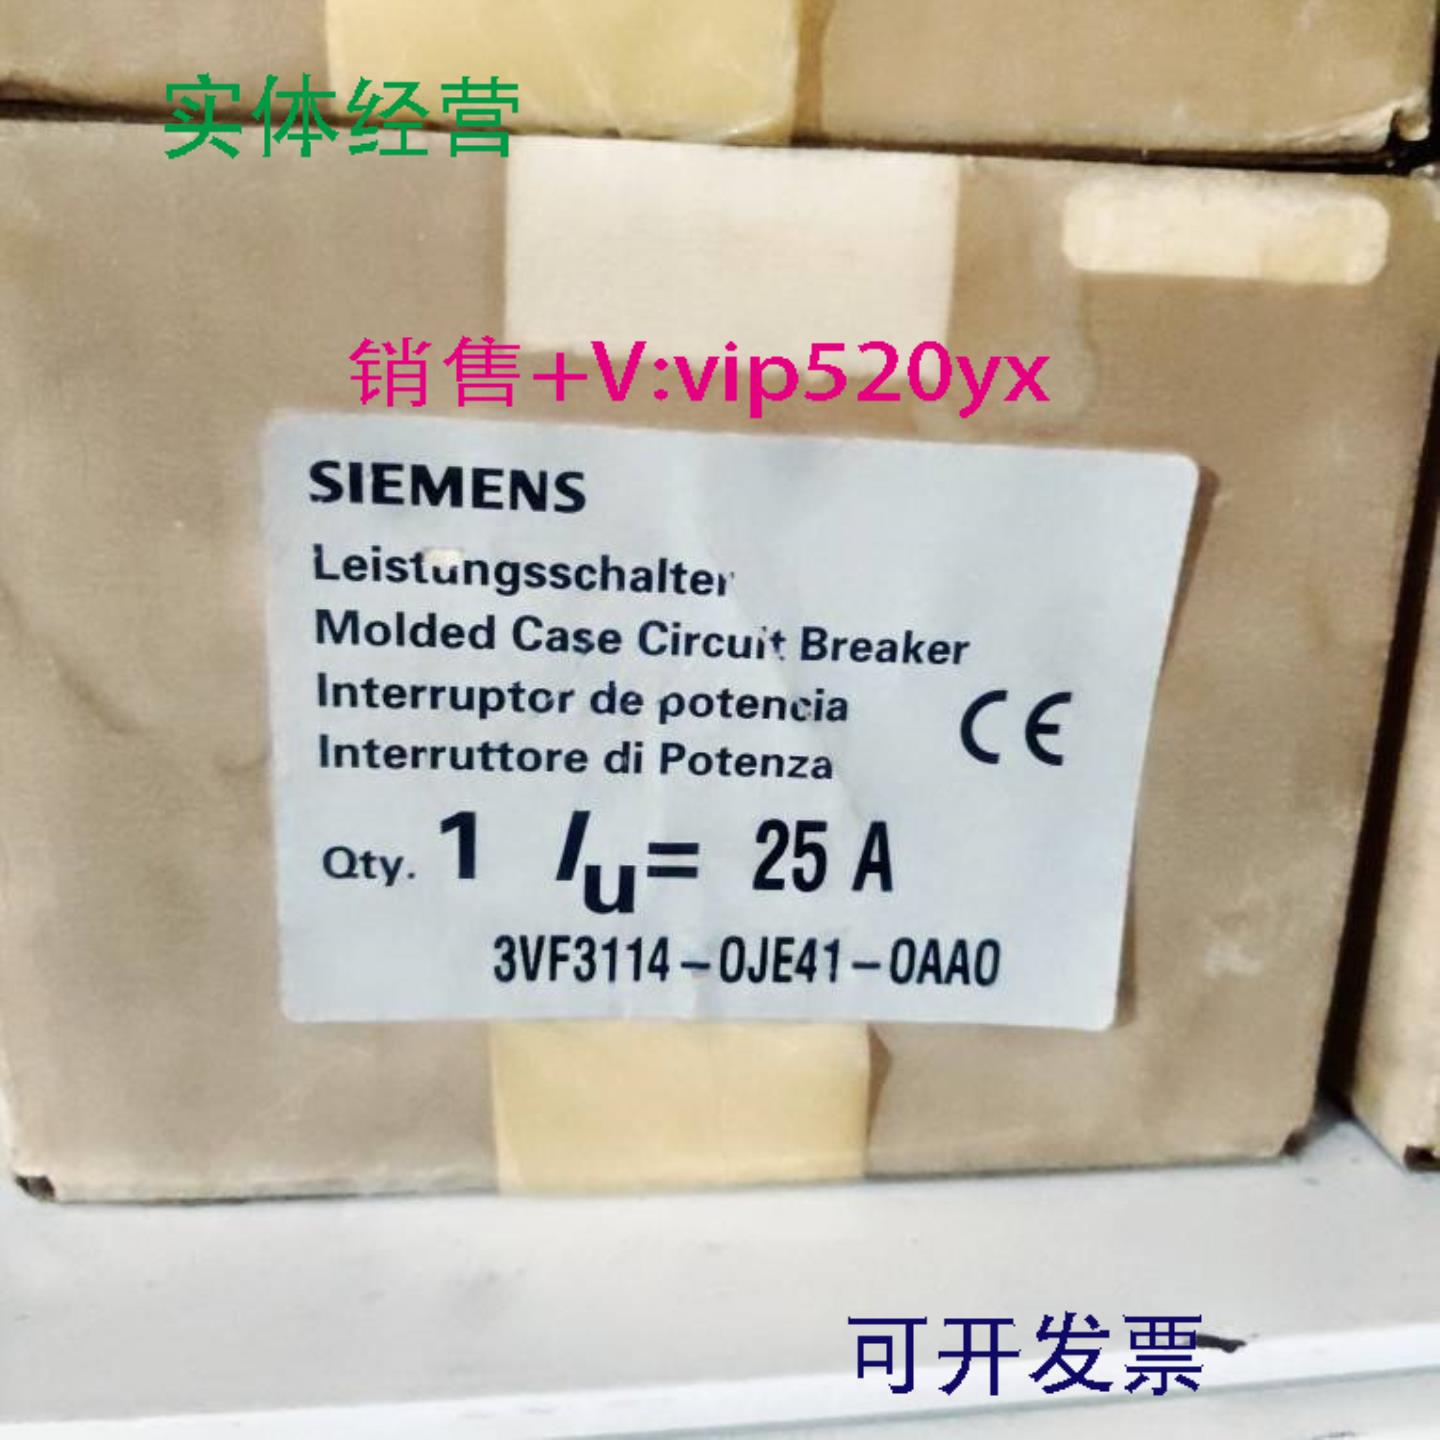 实体经营
销售+V:vip520yx
SIEMENS
Leistungsschalter
Molded Case Circuit Breaker
Interruptor de potencia
Interruttore di Potenza
CE
Qty. 1 Iu= 25 A
3VF3114-0JE41-0AA0
可开发票